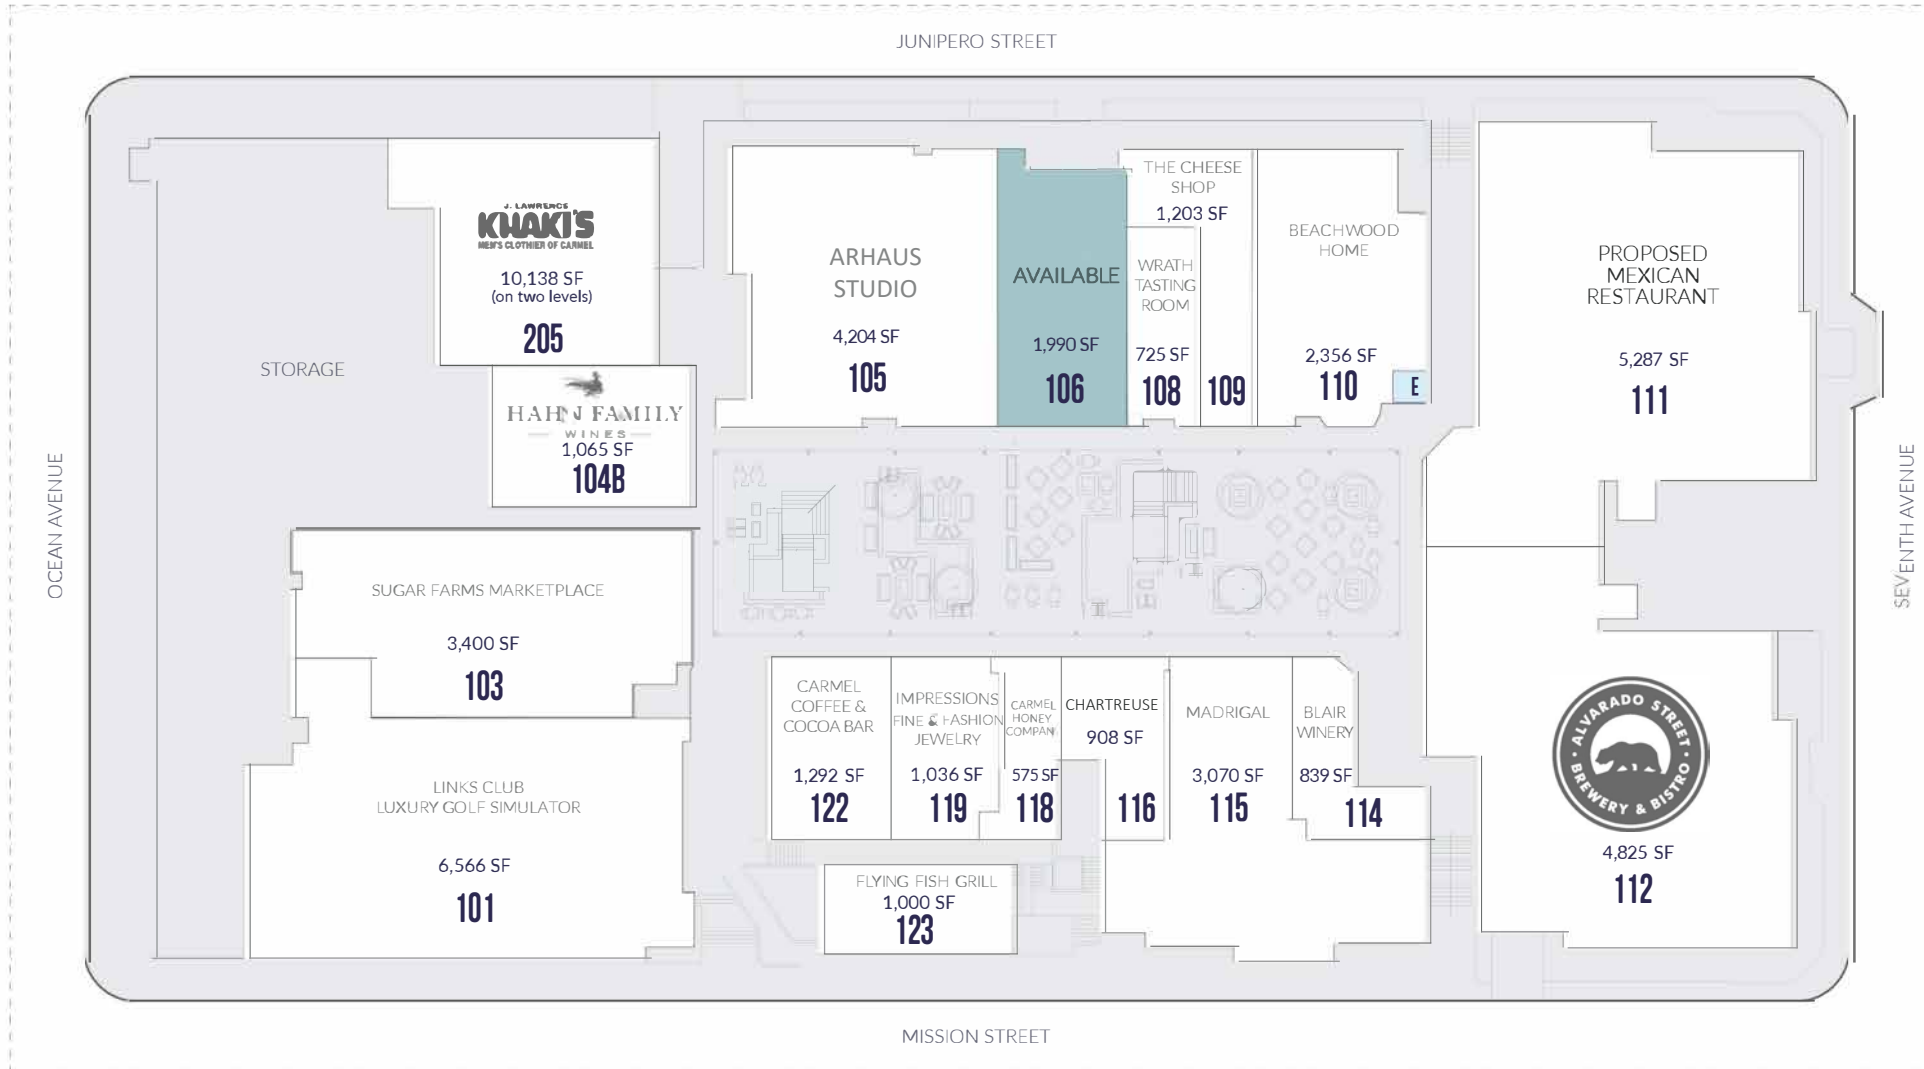 JUNIPERO STREET
OCEAN AVENUE
STORAGE
J. LAWRENCE
KHAKI'S
MEN'S CLOTHIER OF CARMEL
10,138 SF
(on two levels)
205
HAHN FAMILY
WINES
1,065 SF
104B
ARHAUS
STUDIO
4,204 SF
105
AVAILABLE
1,990 SF
106
THE CHEESE
SHOP
1,203 SF
109
WRATH
TASTING
ROOM
725 SF
108
BEACHWOOD
HOME
2,356 SF
110
E
PROPOSED
MEXICAN
RESTAURANT
5,287 SF
111
SEVENTH AVENUE
SUGAR FARMS MARKETPLACE
3,400 SF
103
LINKS CLUB
LUXURY GOLF SIMULATOR
6,566 SF
101
CARMEL
COFFEE &
COCOA BAR
1,292 SF
122
IMPRESSIONS
FINE & FASHION
JEWELRY
1,036 SF
119
CARMEL
HONEY
COMPANY
575 SF
118
CHARTREUSE
908 SF
116
MADRIGAL
3,070 SF
115
BLAIR
WINERY
839 SF
114
ALVARADO STREET
BREWERY & BISTRO
4,825 SF
112
FLYING FISH GRILL
1,000 SF
123
MISSION STREET